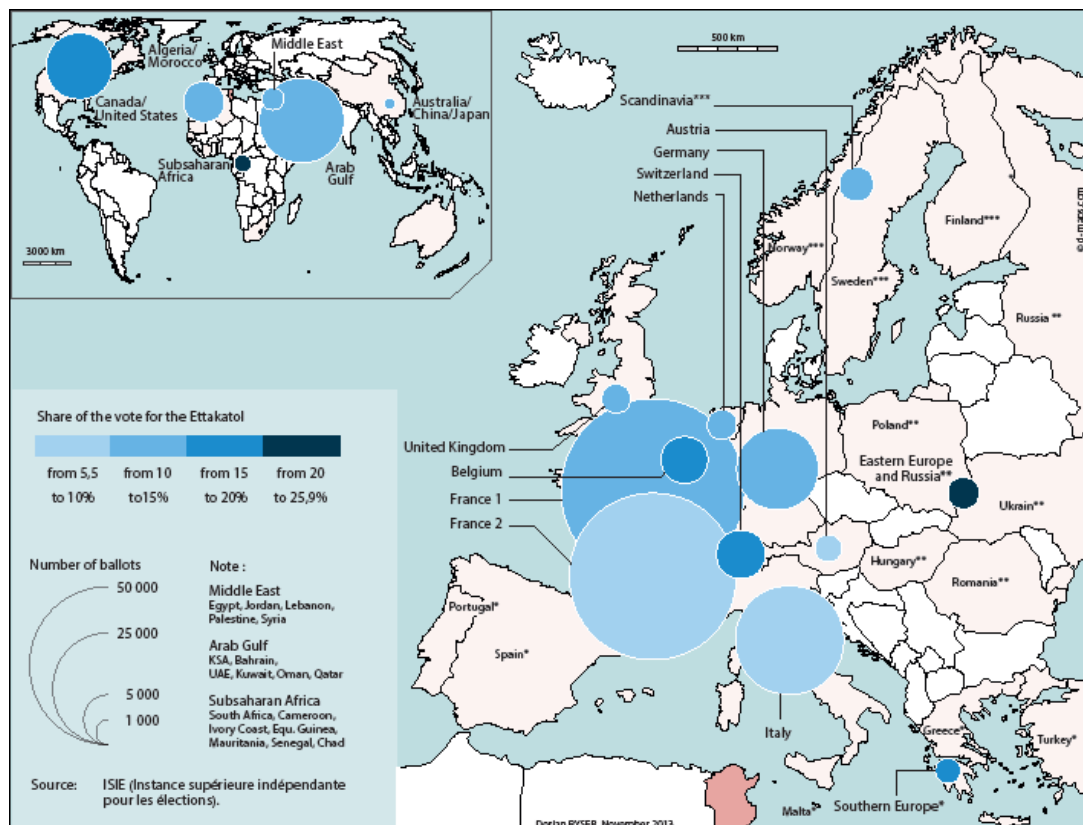 Algeria/
Morocco
Middle East
Canada/
United States
Australia/
China/Japan
Subsaharan
Africa
Arab
Gulf
3000 km
500 km
Scandinavia***
Austria
Germany
Switzerland
Netherlands
Finland***
Norway***
Sweden***
Russia **
©d-maps.com
Share of the vote for the Ettakatol
from 5,5
to 10%
from 10
to15%
from 15
to 20%
from 20
to 25,9%
United Kingdom
Belgium
France 1
France 2
Poland**
Eastern Europe
and Russia**
Ukrain**
Hungary**
Romania**
Portugal*
Spain*
Italy
Greece*
Turkey*
Malta*
Southern Europe*
Number of ballots
50 000
25 000
5 000
1 000
Note :
Middle East
Egypt, Jordan, Lebanon,
Palestine, Syria
Arab Gulf
KSA, Bahrain,
UAE, Kuwait, Oman, Qatar
Subsaharan Africa
South Africa, Cameroon,
Ivory Coast, Equ. Guinea,
Mauritania, Senegal, Chad
Source: ISIE (Instance supérieure indépendante
pour les élections).
Dorian RYSER, November 2013